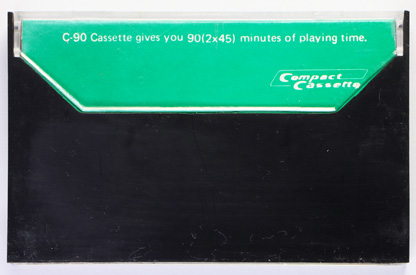 C-90 Cassette gives you 90(2x45) minutes of playing time.
Compact
Cassette